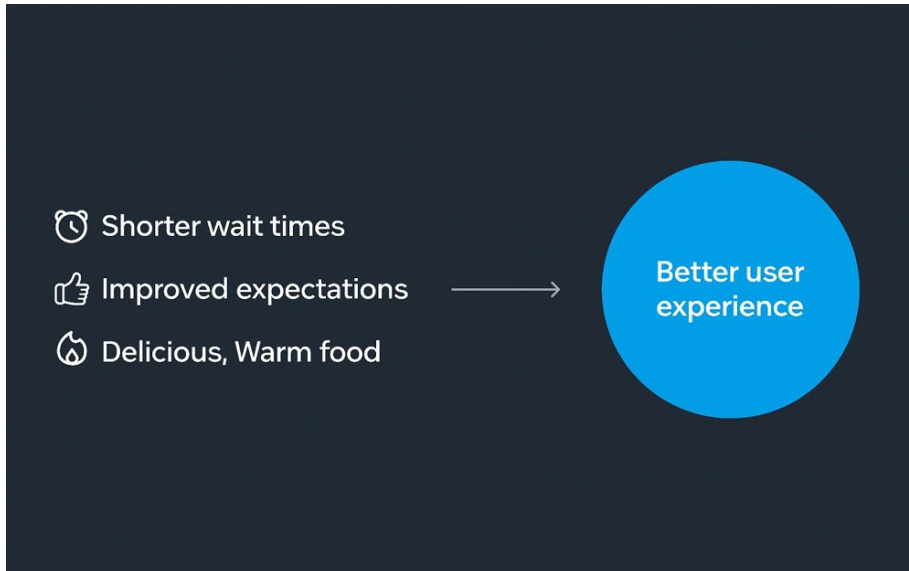 Shorter wait times
Improved expectations
Delicious, Warm food
Better user
experience